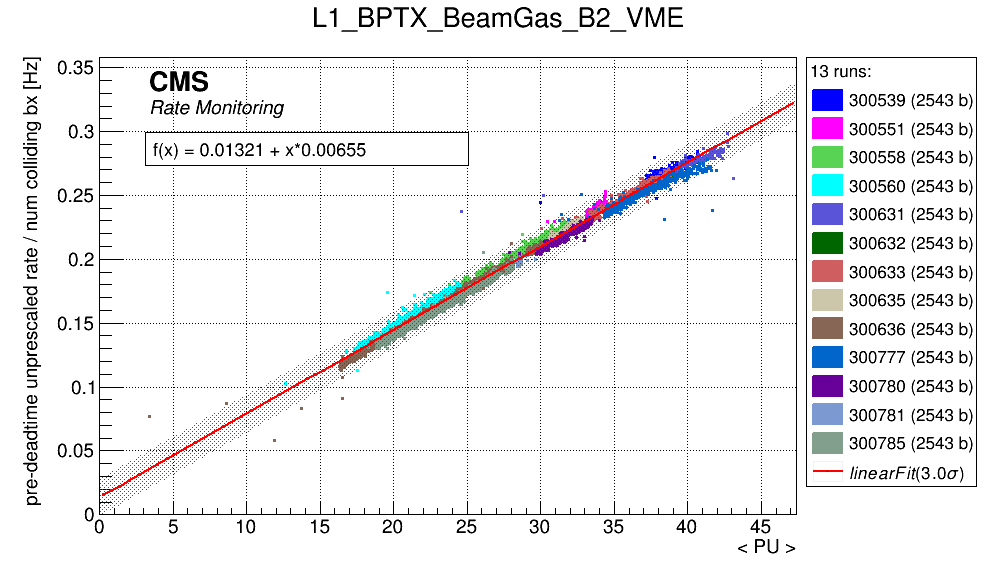 L1_BPTX_BeamGas_B2_VME
pre-deadtime unprescaled rate / num colliding bx [Hz]
0.35
0.3
0.25
0.2
0.15
0.1
0.05
0
CMS
Rate Monitoring
f(x) = 0.01321 + x*0.00655
0 5 10 15 20 25 30 35 40 45
< PU >
13 runs:
300539 (2543 b)
300551 (2543 b)
300558 (2543 b)
300560 (2543 b)
300631 (2543 b)
300632 (2543 b)
300633 (2543 b)
300635 (2543 b)
300636 (2543 b)
300777 (2543 b)
300780 (2543 b)
300781 (2543 b)
300785 (2543 b)
linearFit(3.0σ)